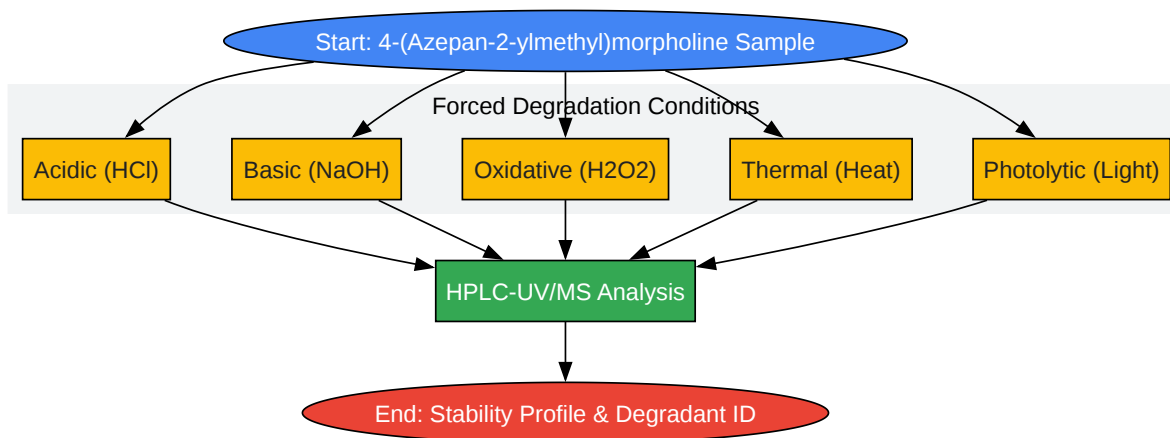 Start: 4-(Azepan-2-ylmethyl)morpholine Sample
Forced Degradation Conditions
Acidic (HCl)
Basic (NaOH)
Oxidative (H2O2)
Thermal (Heat)
Photolytic (Light)
HPLC-UV/MS Analysis
End: Stability Profile & Degradant ID